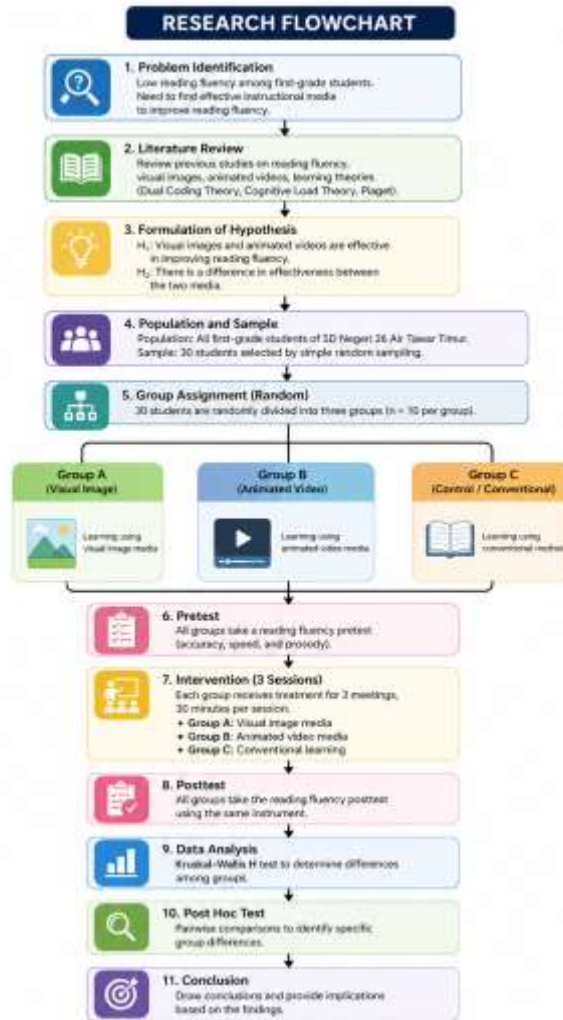 RESEARCH FLOWCHART
1. Problem Identification
Low reading fluency among first-grade students.
Need to find effective instructional media
to improve reading fluency.
2. Literature Review
Review previous studies on reading fluency,
visual images, animated videos, learning theories
(Dual Coding Theory, Cognitive Load Theory, Piaget).
3. Formulation of Hypothesis
H₁: Visual images and animated videos are effective
in improving reading fluency.
H₂: There is a difference in effectiveness between
the two media.
4. Population and Sample
Population: All first-grade students of SD Negeri 26 Air Tawar Timur.
Sample: 30 students selected by simple random sampling.
5. Group Assignment (Random)
30 students are randomly divided into three groups (n = 10 per group).
Group A
(Visual Image)
Learning using
visual image media
Group B
(Animated Video)
Learning using
animated video media
Group C
(Control / Conventional)
Learning using
conventional method
6. Pretest
All groups take a reading fluency pretest
(accuracy, speed, and prosody).
7. Intervention (3 Sessions)
Each group receives treatment for 3 meetings,
30 minutes per session.
+ Group A: Visual image media
+ Group B: Animated video media
+ Group C: Conventional learning
8. Posttest
All groups take the reading fluency posttest
using the same instrument.
9. Data Analysis
Kruskal-Wallis H test to determine differences
among groups.
10. Post Hoc Test
Pairwise comparisons to identify specific
group differences.
11. Conclusion
Draw conclusions and provide implications
based on the findings.